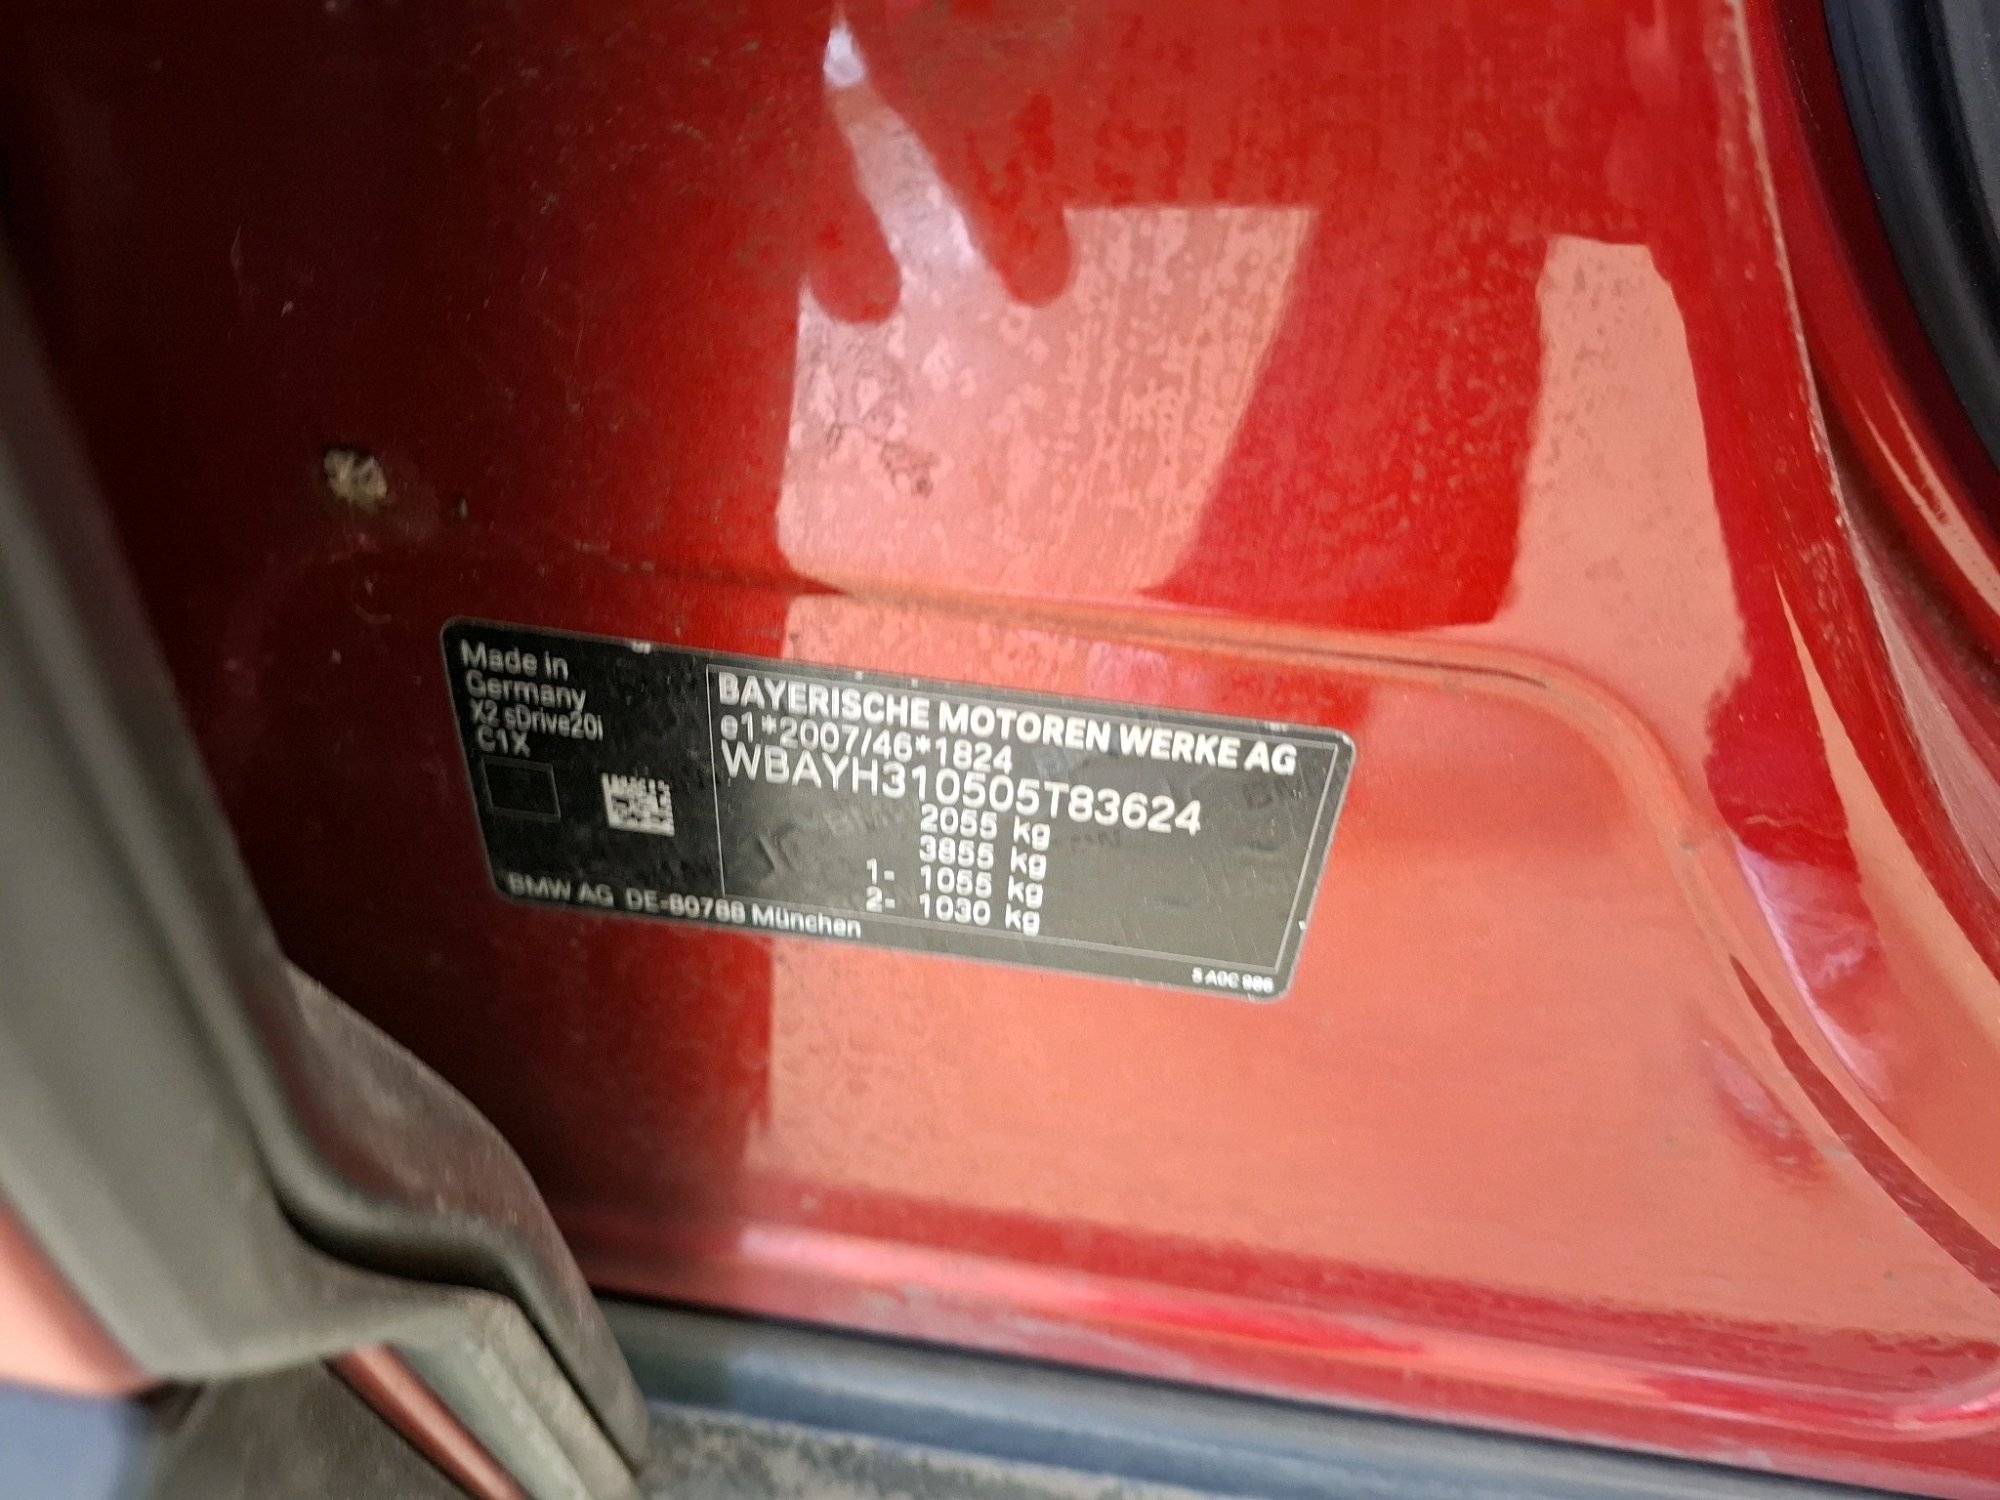 Made in
Germany
X2 sDrive20i
C1X
BAYERISCHE MOTOREN WERKE AG
e1*2007/46*1824
WBAYH310505T83624
2055 kg
3855 kg
1- 1055 kg
2- 1030 kg
BMW AG DE-80788 München